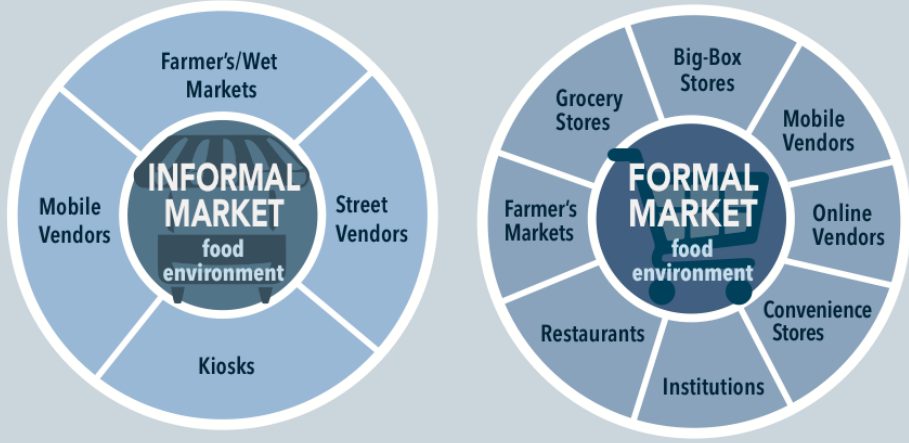 Farmer's/Wet
Markets
Mobile
Vendors
INFORMAL
MARKET
food
environment
Street
Vendors
Kiosks
Big-Box
Stores
Grocery
Stores
Mobile
Vendors
Farmer's
Markets
FORMAL
MARKET
food
environment
Online
Vendors
Restaurants
Convenience
Stores
Institutions